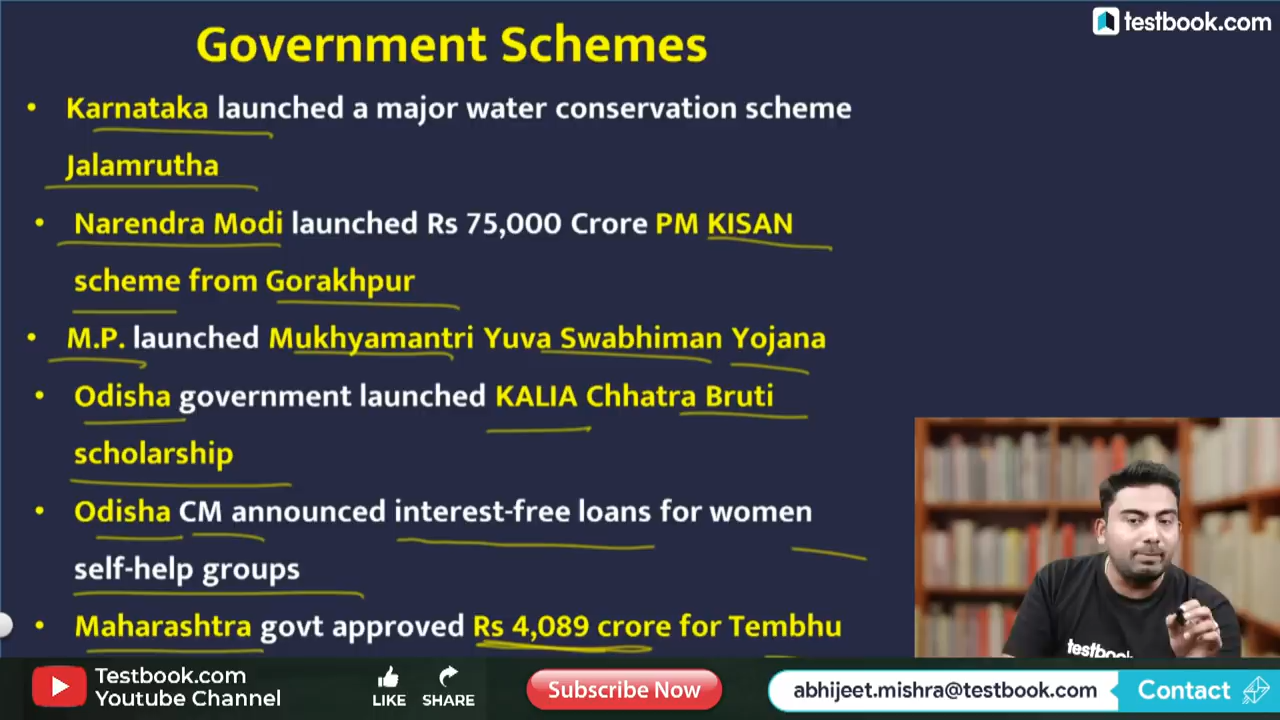 Government Schemes
testbook.com
• Karnataka launched a major water conservation scheme
Jalamrutha
• Narendra Modi launched Rs 75,000 Crore PM KISAN
scheme from Gorakhpur
• M.P. launched Mukhyamantri Yuva Swabhiman Yojana
• Odisha government launched KALIA Chhatra Bruti
scholarship
• Odisha CM announced interest-free loans for women
self-help groups
• Maharashtra govt approved Rs 4,089 crore for Tembhu
testbook
Testbook.com
Youtube Channel
LIKE
SHARE
Subscribe Now
abhijeet.mishra@testbook.com
Contact